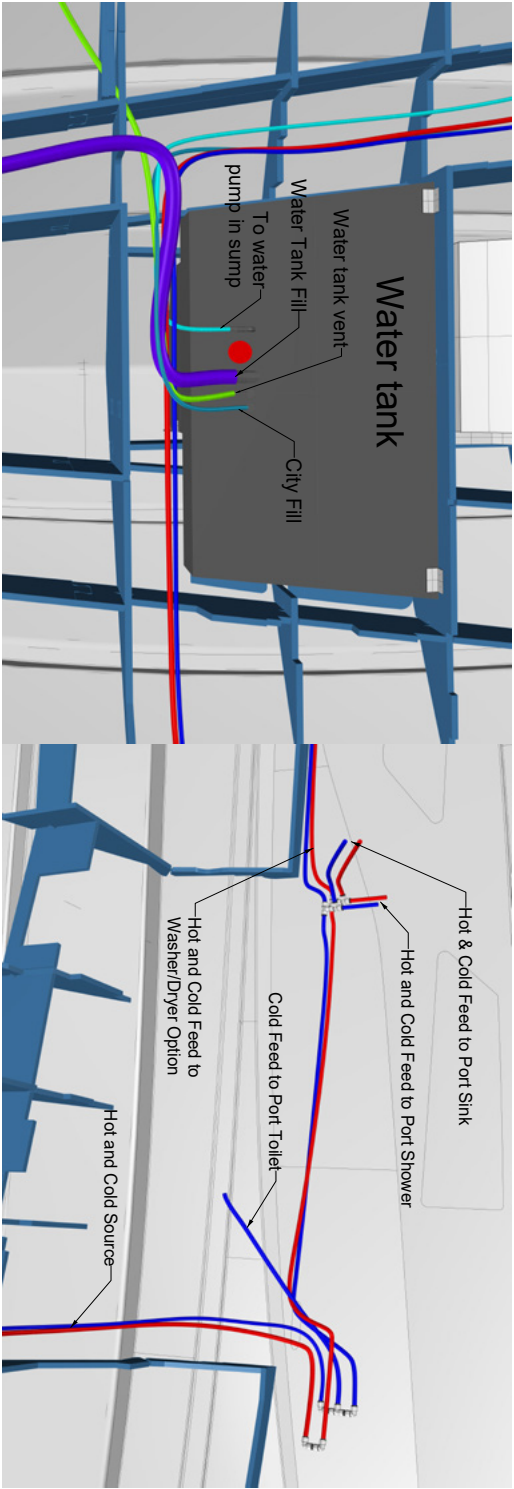 Water tank
Water tank vent
Water Tank Fill
To water
pump in sump
City Fill
Hot & Cold Feed to Port Sink
Hot and Cold Feed to Port Shower
Cold Feed to Port Toilet
Hot and Cold Feed to
Washer/Dryer Option
Hot and Cold Source